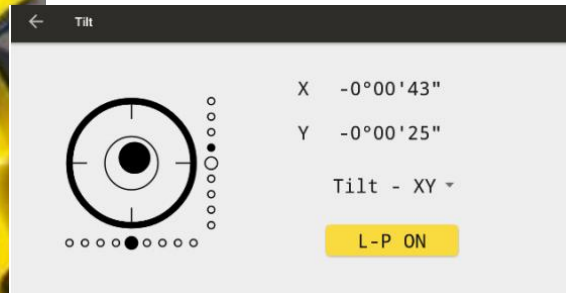 Tilt
X -0°00'43"
Y -0°00'25"
Tilt - XY
L-P ON